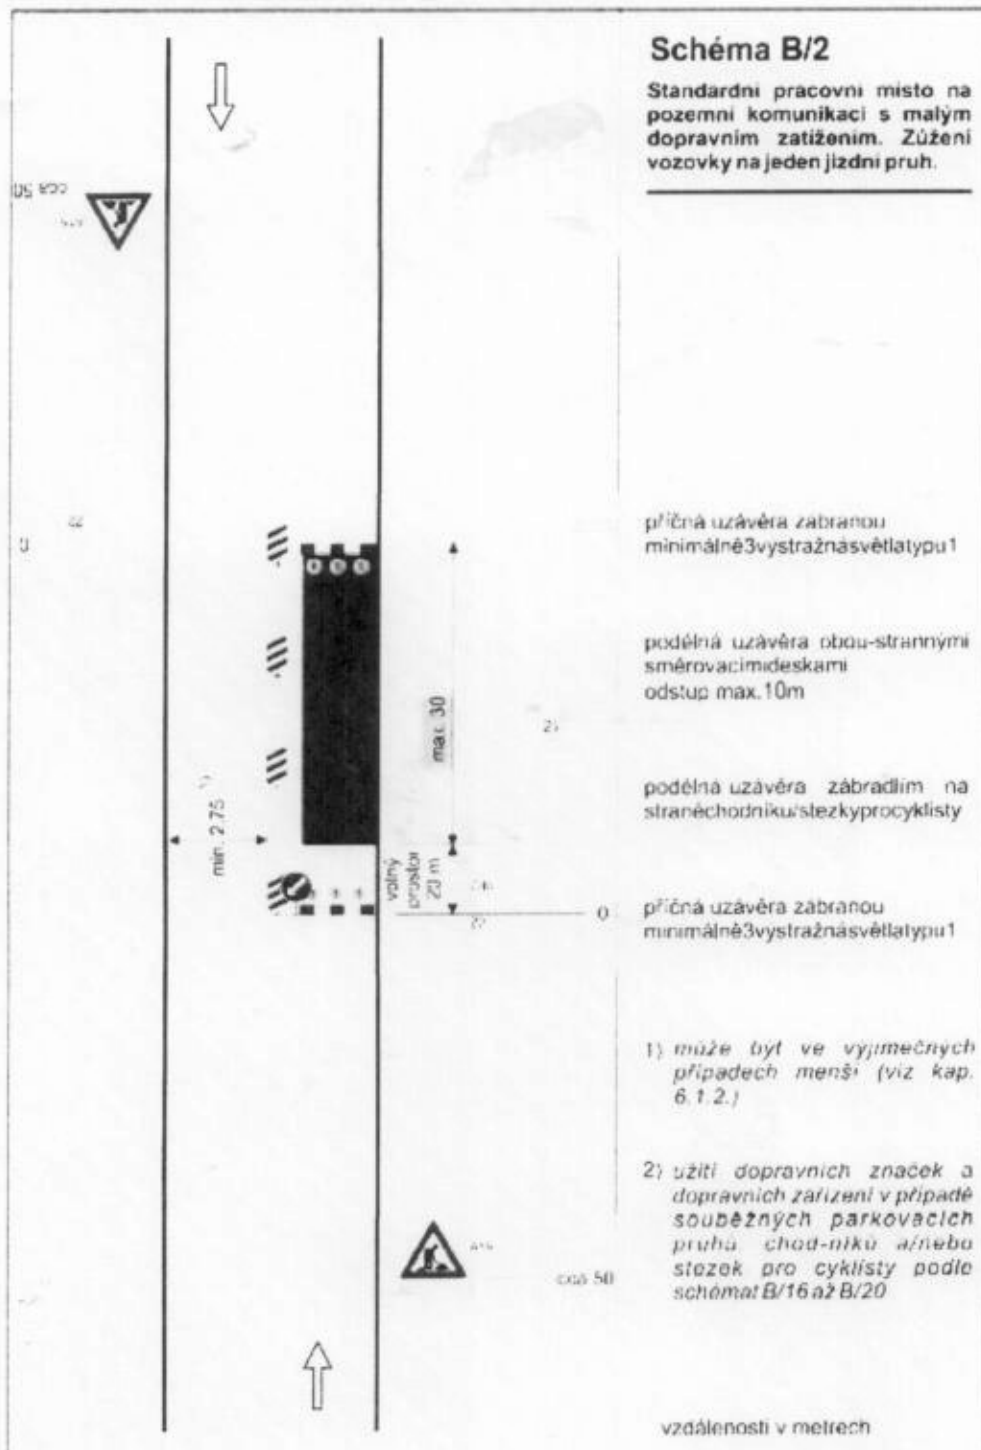 Schéma B/2
Standardní pracovní místo na
pozemní komunikaci s malým
dopravním zatížením. Zúžení
vozovky na jeden jízdní pruh.
cca 50
příčná uzávěra zábranou
minimálně3výstražnásvětlatypu1
podélná uzávěra obou-strannými
směrovacímideskami
odstup max.10m
max. 30
2)
podélná uzávěra zábradlím na
straněchodníku/stezkyprocyklisty
min. 2,75
1)
volný
prostor
20 m
0
příčná uzávěra zábranou
minimálně3výstražnásvětlatypu1
1) může být ve výjimečných
případech menší (viz kap.
6.1.2.)
2) užití dopravních značek a
dopravních zařízení v případě
souběžných parkovacích
pruhů chod-níků a/nebo
stezek pro cyklisty podle
schémat B/16 až B/20
cca 50
vzdálenosti v metrech